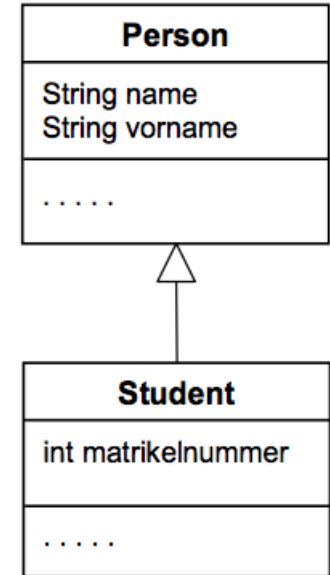 Person
String name
String vorname
. . . . .
Student
int matrikelnummer
. . . . .